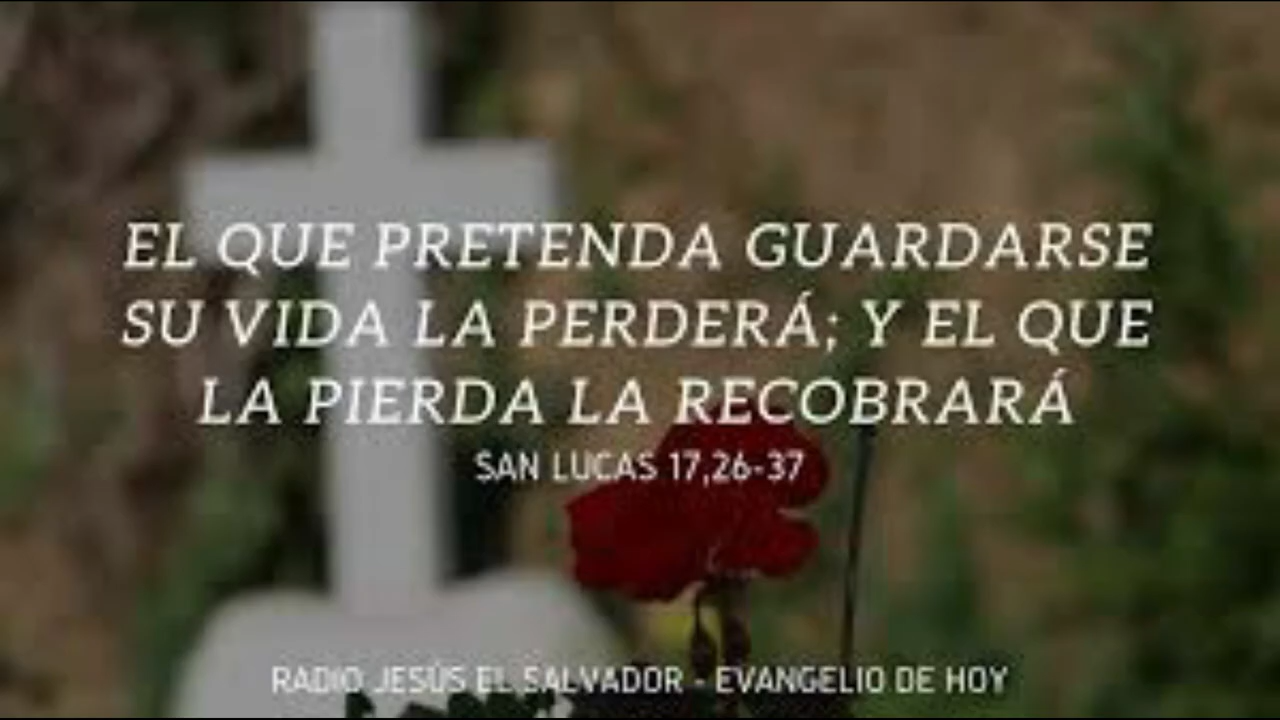 EL QUE PRETENDA GUARDARSE
SU VIDA LA PERDERÁ; Y EL QUE
LA PIERDA LA RECOBRARÁ
SAN LUCAS 17,26-37
RADIO JESÚS EL SALVADOR - EVANGELIO DE HOY